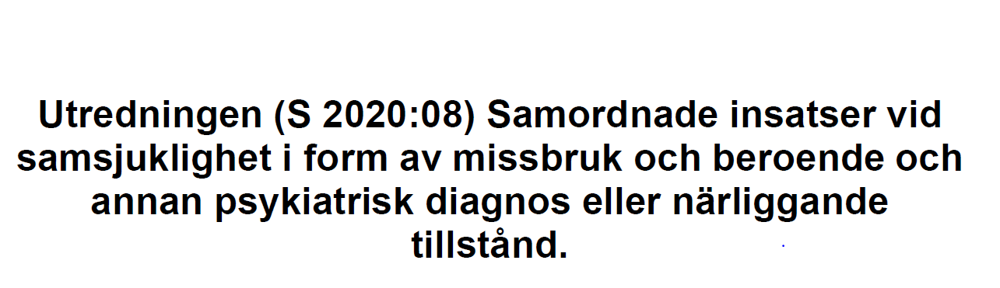 Utredningen (S 2020:08) Samordnade insatser vid
samsjuklighet i form av missbruk och beroende och
annan psykiatrisk diagnos eller närliggande
tillstånd.